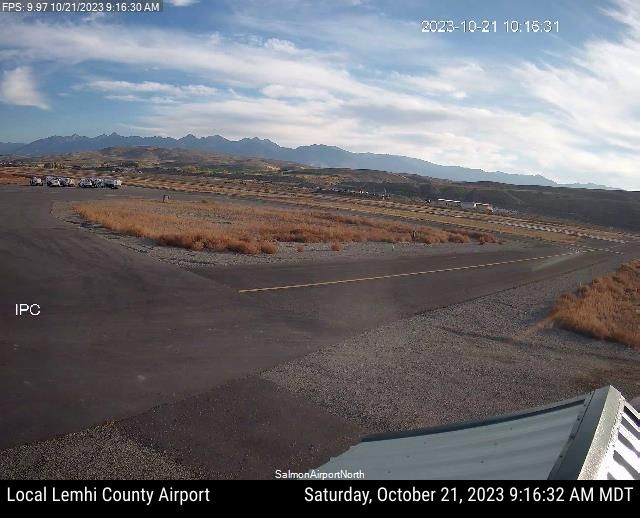 FPS: 9.97 10/21/2023 9:16:30 AM
2023-10-21 10:15:31
IPC
SalmonAirportNorth
Local Lemhi County Airport
Saturday, October 21, 2023 9:16:32 AM MDT